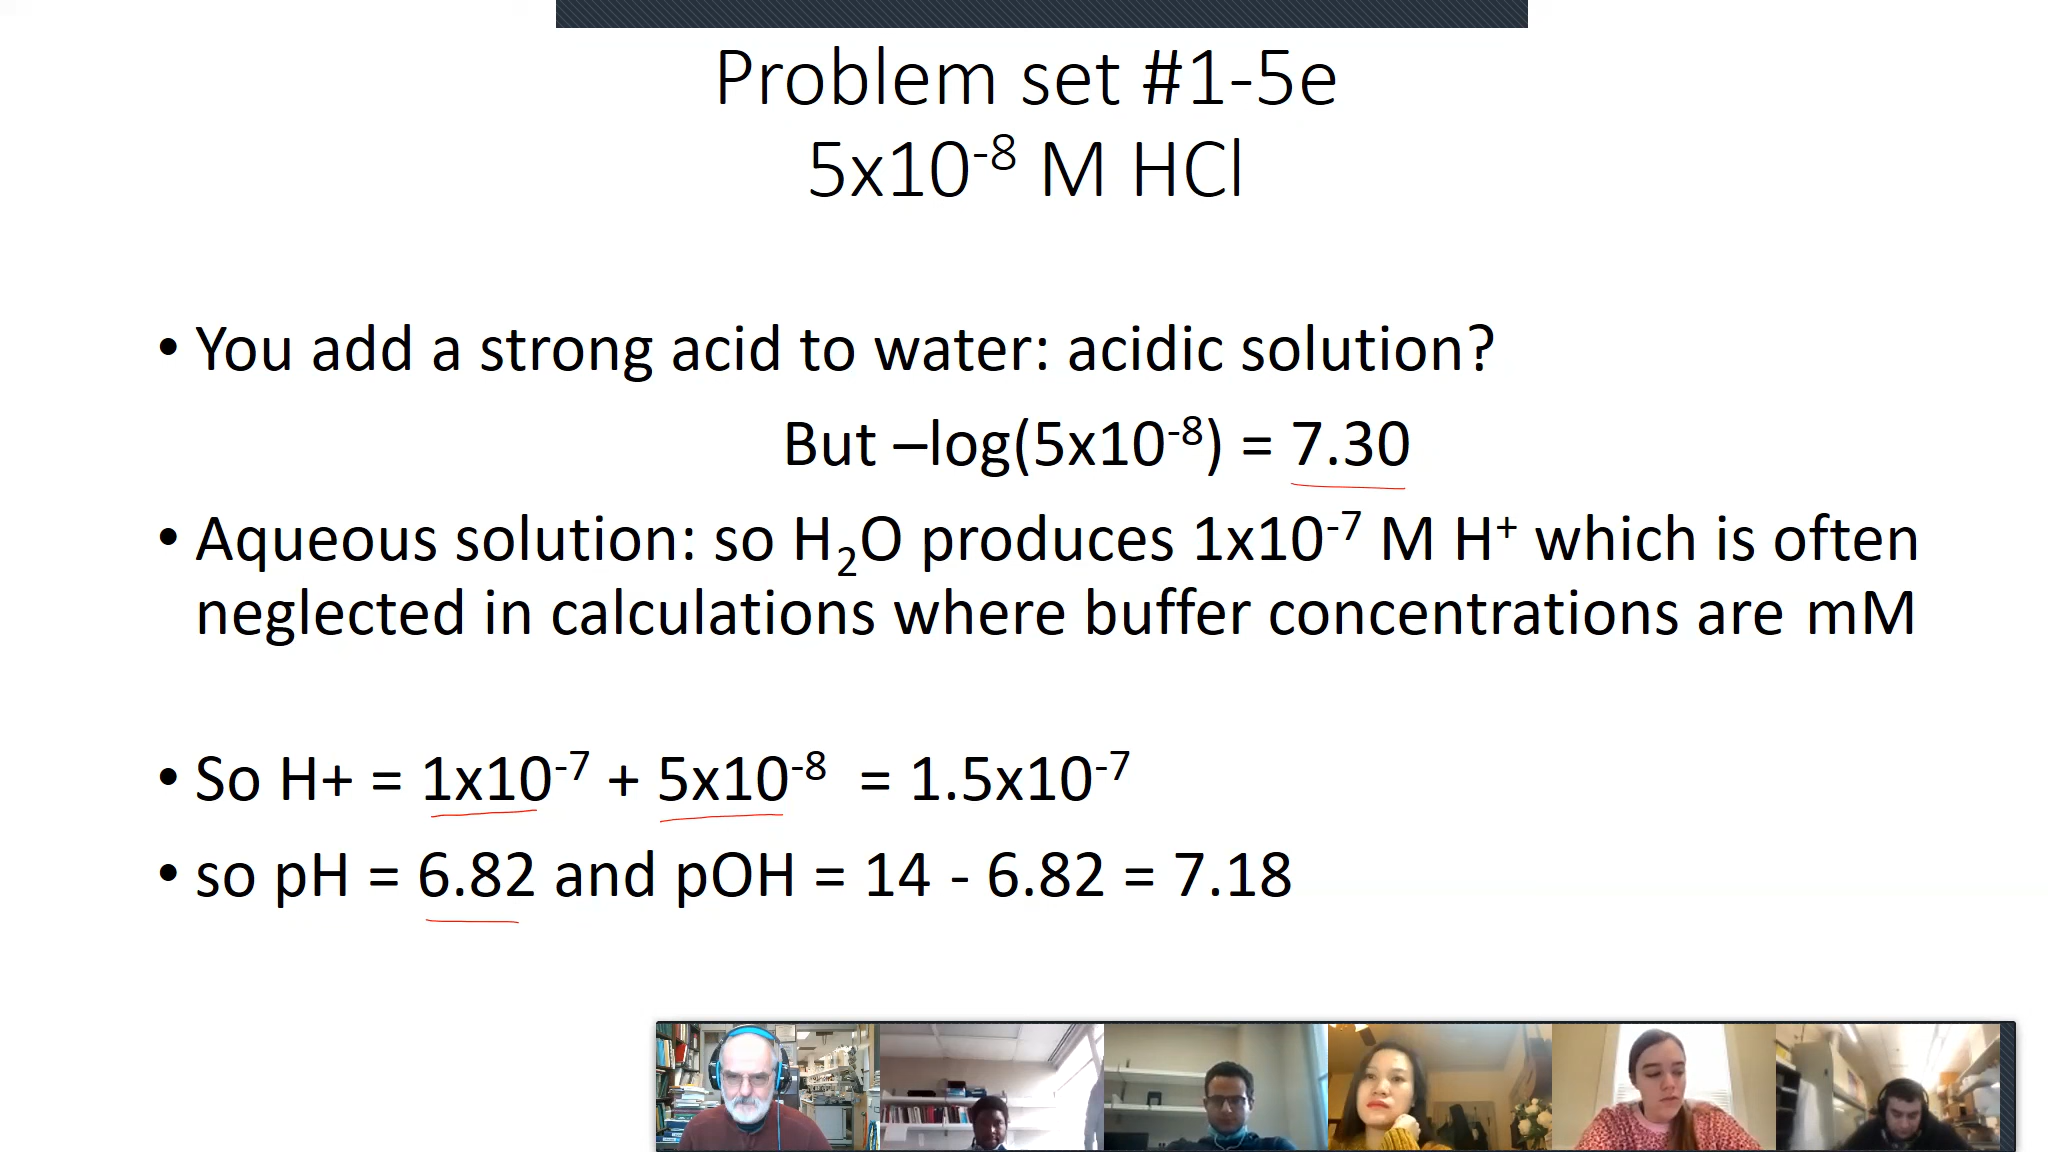 Problem set #1-5e
5x10⁻⁸ M HCl
• You add a strong acid to water: acidic solution?
But –log(5x10⁻⁸) = 7.30
• Aqueous solution: so H₂O produces 1x10⁻⁷ M H⁺ which is often
neglected in calculations where buffer concentrations are mM
• So H+ = 1x10⁻⁷ + 5x10⁻⁸ = 1.5x10⁻⁷
• so pH = 6.82 and pOH = 14 - 6.82 = 7.18